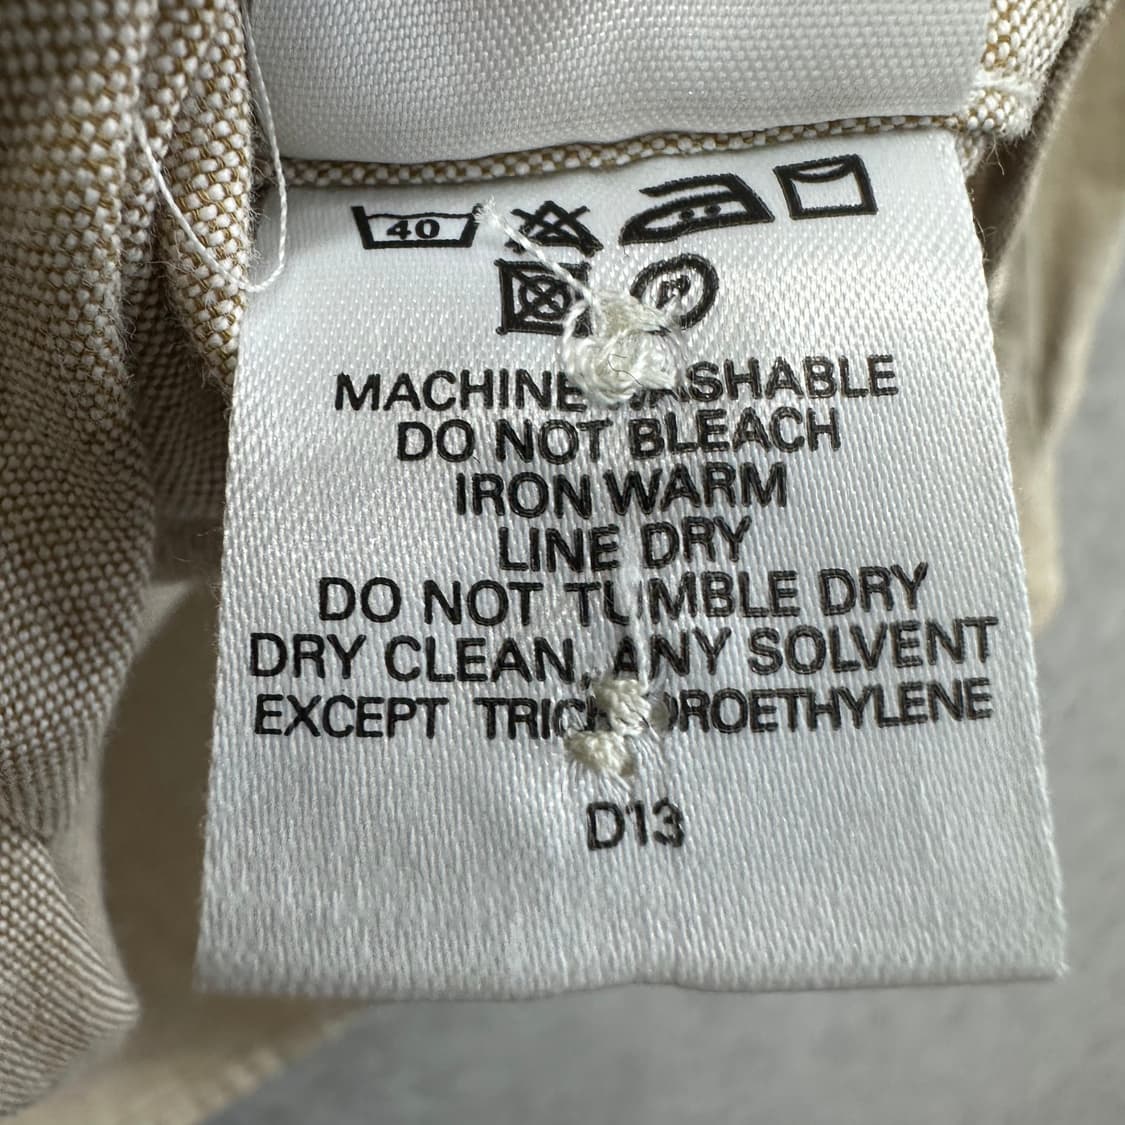 40
P
MACHINE WASHABLE
DO NOT BLEACH
IRON WARM
LINE DRY
DO NOT TUMBLE DRY
DRY CLEAN, ANY SOLVENT
EXCEPT TRICHLOROETHYLENE
D13